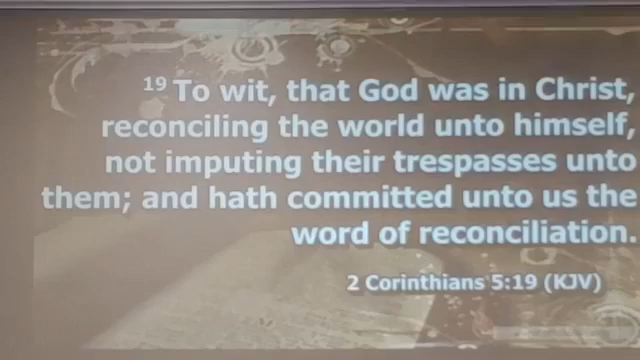 19 To wit, that God was in Christ,
reconciling the world unto himself,
not imputing their trespasses unto
them; and hath committed unto us the
word of reconciliation.
2 Corinthians 5:19 (KJV)